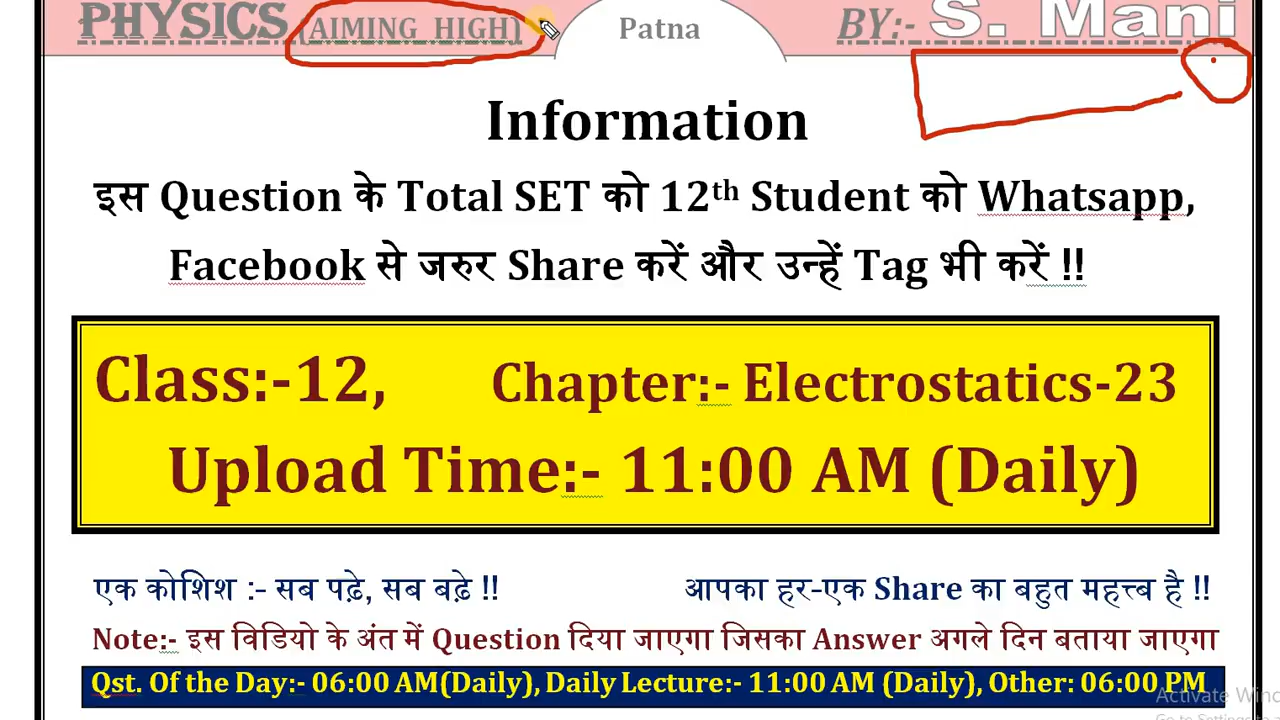 PHYSICS (AIMING HIGH) Patna BY:- S. Mani
Information
इस Question के Total SET को 12th Student को Whatsapp,
Facebook से जरुर Share करें और उन्हें Tag भी करें !!
Class:-12, Chapter:- Electrostatics-23
Upload Time:- 11:00 AM (Daily)
एक कोशिश :- सब पढ़े, सब बढ़े !! आपका हर-एक Share का बहुत महत्त्व है !!
Note:- इस विडियो के अंत में Question दिया जाएगा जिसका Answer अगले दिन बताया जाएगा
Qst. Of the Day:- 06:00 AM(Daily), Daily Lecture:- 11:00 AM (Daily), Other: 06:00 PM
Activate Wind